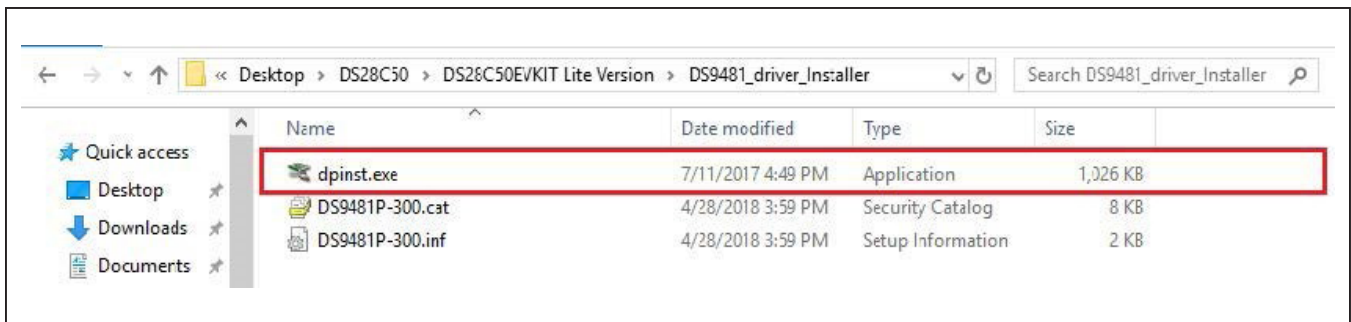 « Desktop > DS28C50 > DS28C50EVKIT Lite Version > DS9481_driver_Installer Search DS9481_driver_Installer
Name Date modified Type Size
Quick access
dpinst.exe 7/11/2017 4:49 PM Application 1,026 KB
Desktop
DS9481P-300.cat 4/28/2018 3:59 PM Security Catalog 8 KB
Downloads
DS9481P-300.inf 4/28/2018 3:59 PM Setup Information 2 KB
Documents